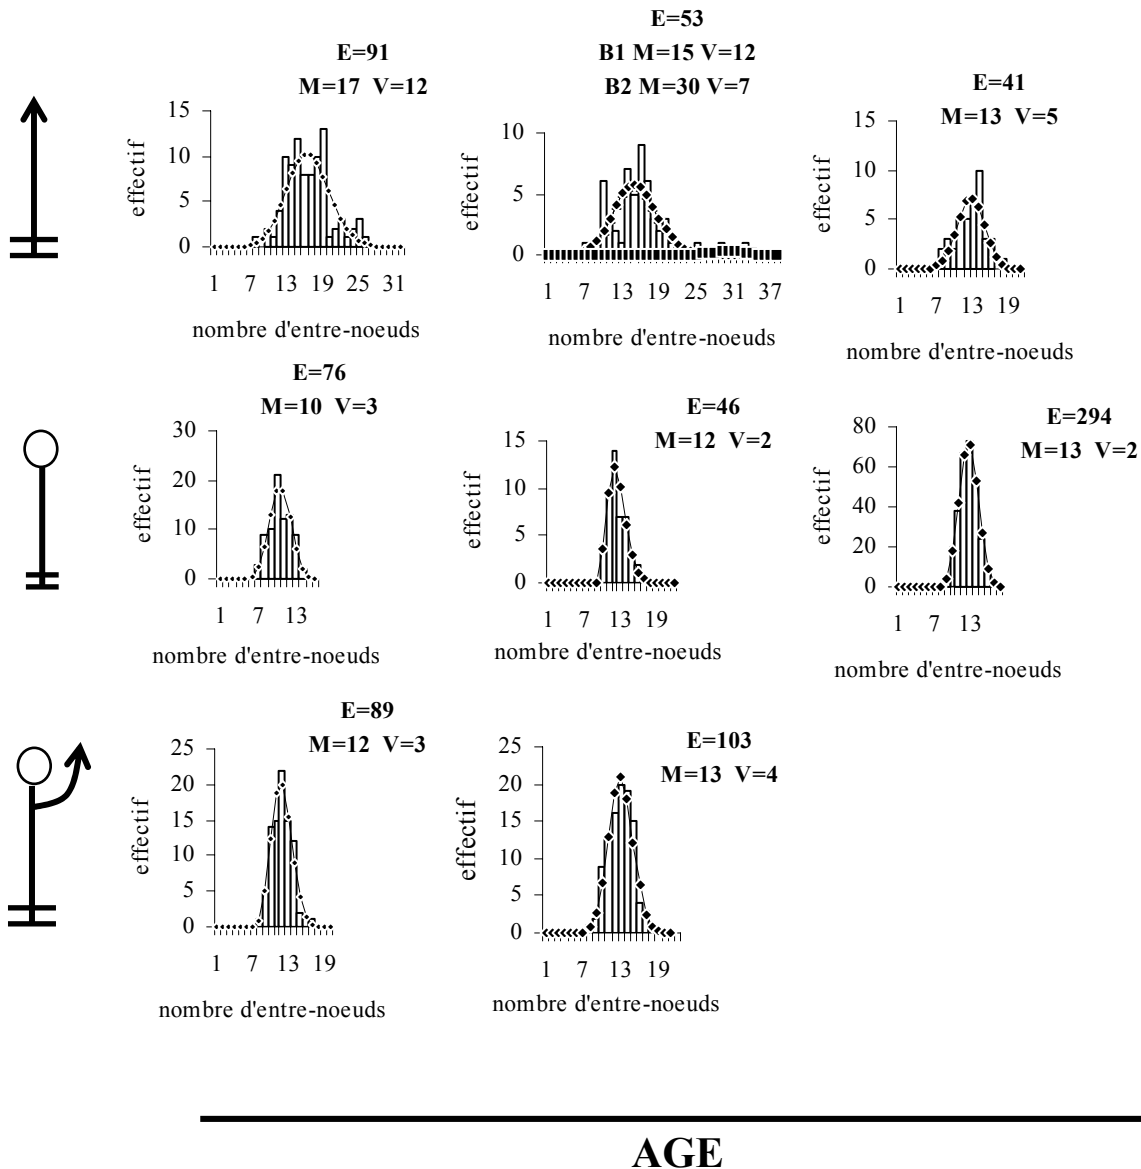 E=91
M=17 V=12
15
10
5
0
effectif
1 7 13 19 25 31
nombre d'entre-noeuds
E=53
B1 M=15 V=12
B2 M=30 V=7
10
5
0
effectif
1 7 13 19 25 31 37
nombre d'entre-noeuds
E=41
M=13 V=5
15
10
5
0
effectif
1 7 13 19
nombre d'entre-noeuds
E=76
M=10 V=3
30
20
10
0
effectif
1 7 13
nombre d'entre-noeuds
E=46
M=12 V=2
15
10
5
0
effectif
1 7 13 19
nombre d'entre-noeuds
E=294
M=13 V=2
80
60
40
20
0
effectif
1 7 13
nombre d'entre-noeuds
E=89
M=12 V=3
25
20
15
10
5
0
effectif
1 7 13 19
nombre d'entre-noeuds
E=103
M=13 V=4
25
20
15
10
5
0
effectif
1 7 13 19
nombre d'entre-noeuds
AGE